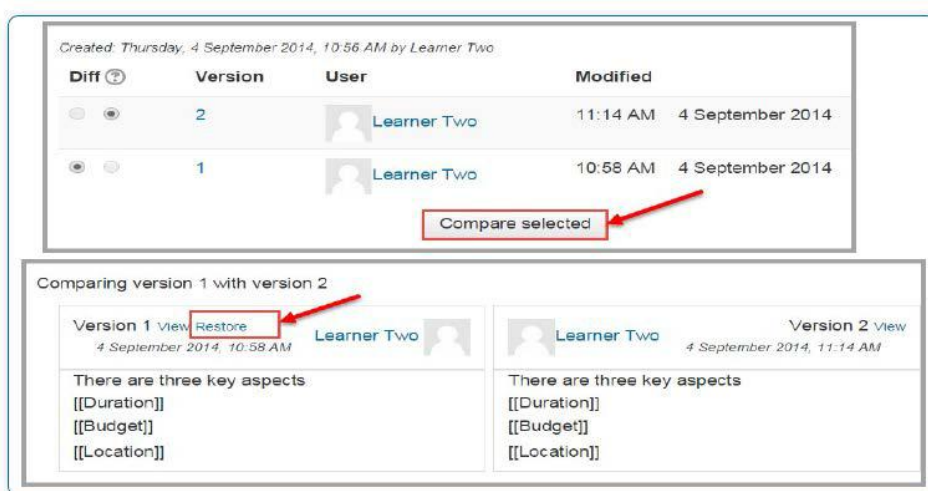 Created: Thursday, 4 September 2014, 10:56 AM by Learner Two
Diff ? Version User Modified
2 Learner Two 11:14 AM 4 September 2014
1 Learner Two 10:58 AM 4 September 2014
Compare selected
Comparing version 1 with version 2
Version 1 View Restore Learner Two
4 September 2014, 10:58 AM
Learner Two Version 2 View
4 September 2014, 11:14 AM
There are three key aspects
[[Duration]]
[[Budget]]
[[Location]]
There are three key aspects
[[Duration]]
[[Budget]]
[[Location]]